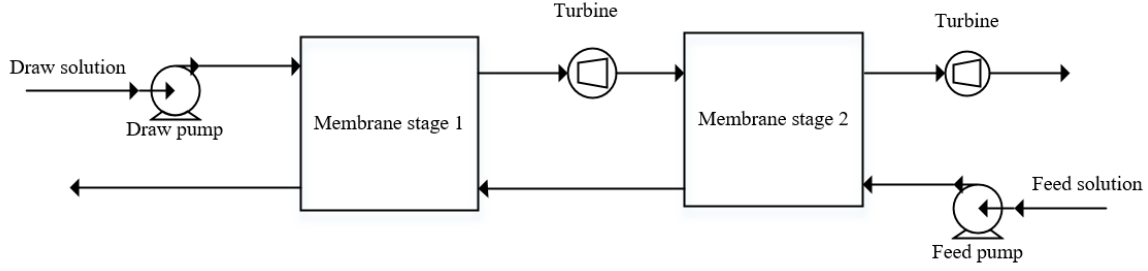 Turbine
Turbine
Draw solution
Draw pump
Membrane stage 1
Membrane stage 2
Feed solution
Feed pump